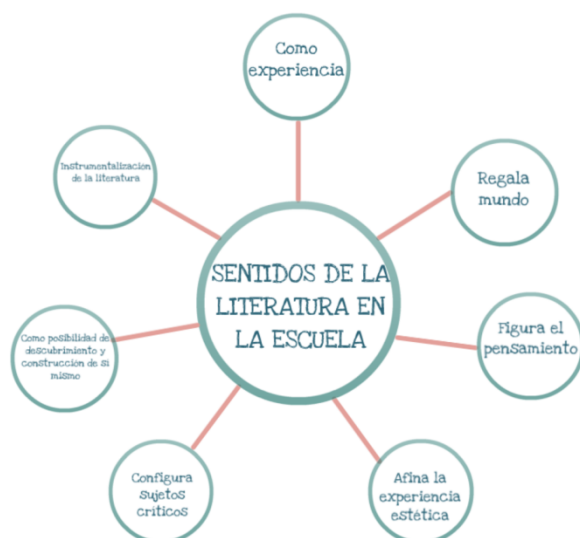 SENTIDOS DE LA
LITERATURA EN
LA ESCUELA
Como
experiencia
Regala
mundo
Figura el
pensamiento
Afina la
experiencia
estética
Configura
sujetos
críticos
Como posibilidad de
descubrimiento y
construcción de si
mismo
Instrumentalización
de la literatura